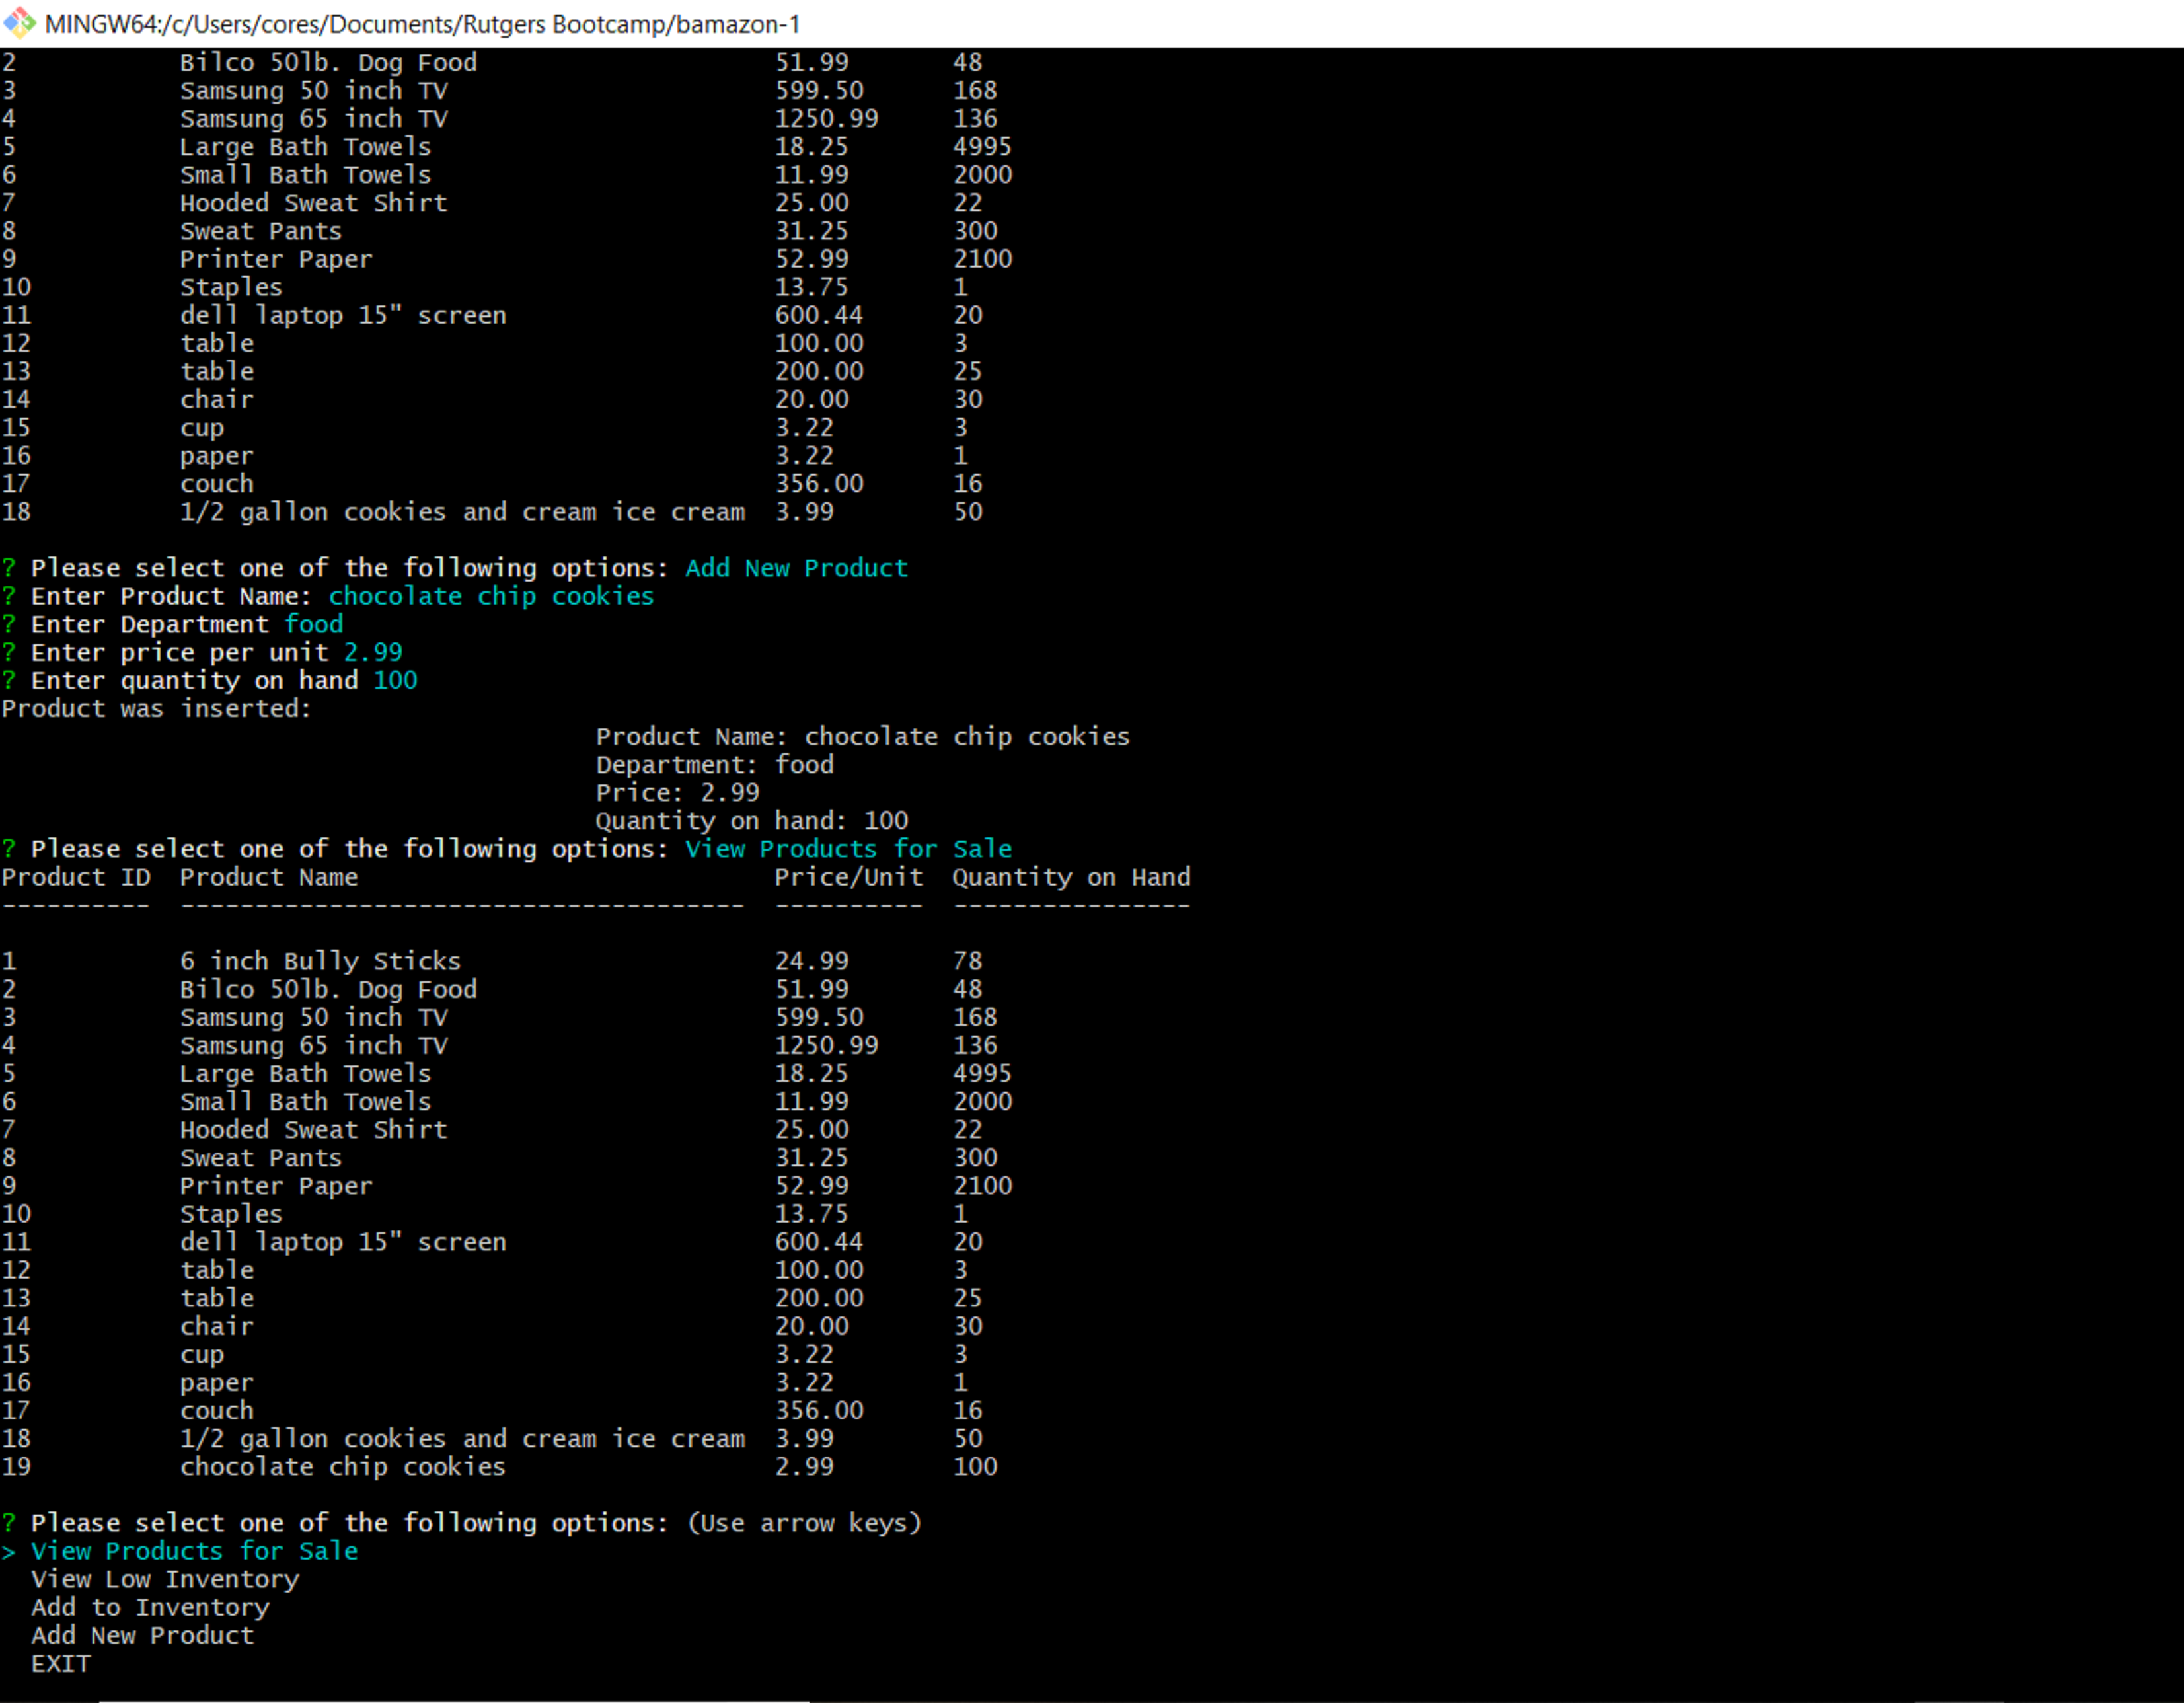 MINGW64:/c/Users/cores/Documents/Rutgers Bootcamp/bamazon-1
2 Bilco 50lb. Dog Food 51.99 48
3 Samsung 50 inch TV 599.50 168
4 Samsung 65 inch TV 1250.99 136
5 Large Bath Towels 18.25 4995
6 Small Bath Towels 11.99 2000
7 Hooded Sweat Shirt 25.00 22
8 Sweat Pants 31.25 300
9 Printer Paper 52.99 2100
10 Staples 13.75 1
11 dell laptop 15" screen 600.44 20
12 table 100.00 3
13 table 200.00 25
14 chair 20.00 30
15 cup 3.22 3
16 paper 3.22 1
17 couch 356.00 16
18 1/2 gallon cookies and cream ice cream 3.99 50
? Please select one of the following options: Add New Product
? Enter Product Name: chocolate chip cookies
? Enter Department food
? Enter price per unit 2.99
? Enter quantity on hand 100
Product was inserted:
Product Name: chocolate chip cookies
Department: food
Price: 2.99
Quantity on hand: 100
? Please select one of the following options: View Products for Sale
Product ID Product Name Price/Unit Quantity on Hand
---------- -------------------------------------- ---------- ----------------
1 6 inch Bully Sticks 24.99 78
2 Bilco 50lb. Dog Food 51.99 48
3 Samsung 50 inch TV 599.50 168
4 Samsung 65 inch TV 1250.99 136
5 Large Bath Towels 18.25 4995
6 Small Bath Towels 11.99 2000
7 Hooded Sweat Shirt 25.00 22
8 Sweat Pants 31.25 300
9 Printer Paper 52.99 2100
10 Staples 13.75 1
11 dell laptop 15" screen 600.44 20
12 table 100.00 3
13 table 200.00 25
14 chair 20.00 30
15 cup 3.22 3
16 paper 3.22 1
17 couch 356.00 16
18 1/2 gallon cookies and cream ice cream 3.99 50
19 chocolate chip cookies 2.99 100
? Please select one of the following options: (Use arrow keys)
> View Products for Sale
View Low Inventory
Add to Inventory
Add New Product
EXIT